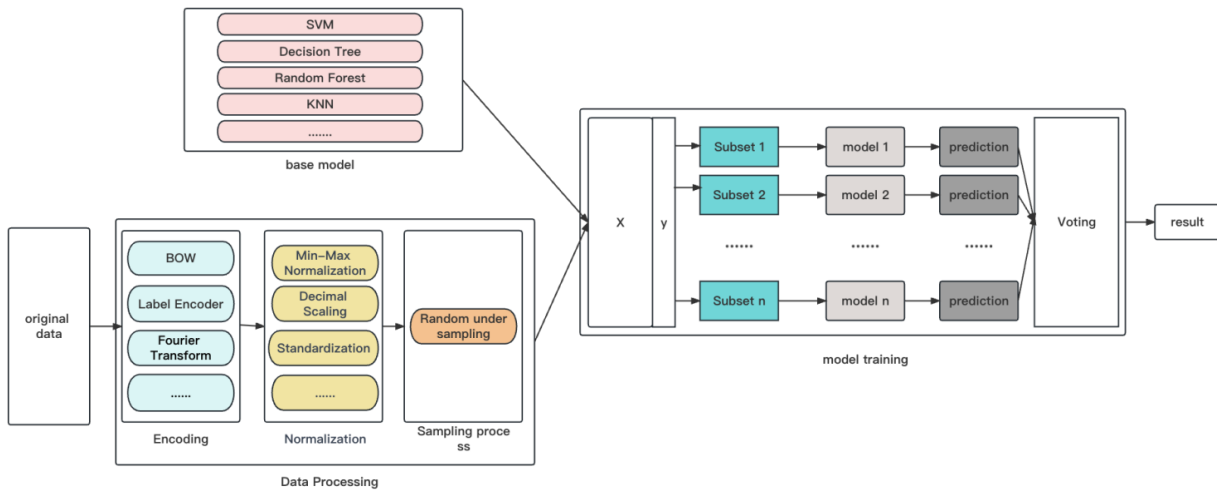 SVM
Decision Tree
Random Forest
KNN
.......
base model
original
data
BOW
Label Encoder
Fourier
Transform
......
Encoding
Min-Max
Normalization
Decimal
Scaling
Standardization
......
Normalization
Random under
sampling
Sampling proce
ss
Data Processing
X
y
Subset 1
model 1
prediction
Subset 2
model 2
prediction
......
......
......
Subset n
model n
prediction
Voting
model training
result